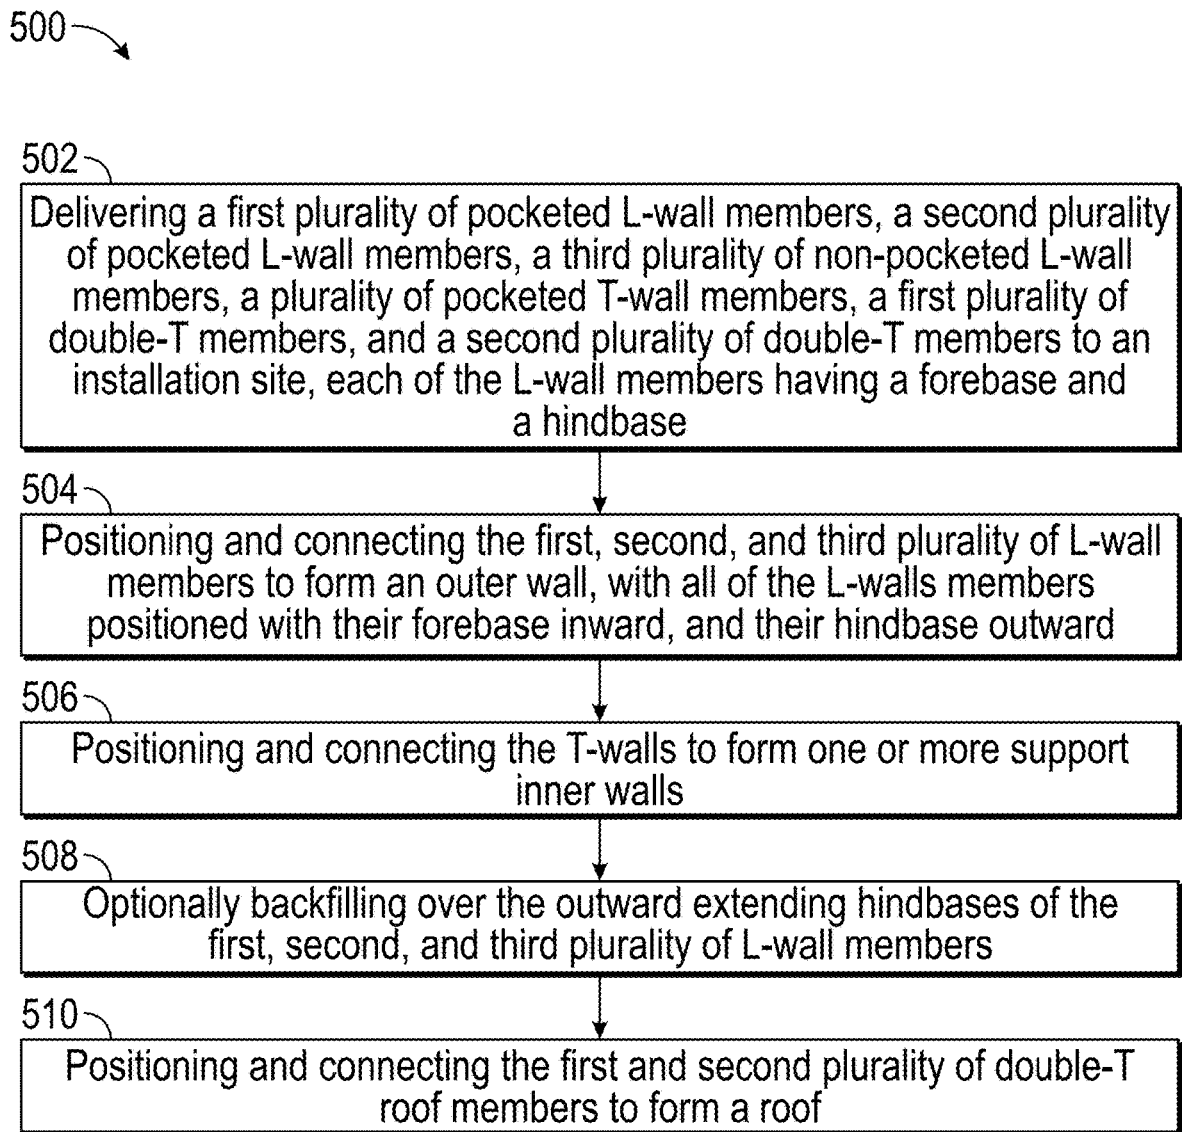 500
502
Delivering a first plurality of pocketed L-wall members, a second plurality
of pocketed L-wall members, a third plurality of non-pocketed L-wall
members, a plurality of pocketed T-wall members, a first plurality of
double-T members, and a second plurality of double-T members to an
installation site, each of the L-wall members having a forebase and
a hindbase
504
Positioning and connecting the first, second, and third plurality of L-wall
members to form an outer wall, with all of the L-walls members
positioned with their forebase inward, and their hindbase outward
506
Positioning and connecting the T-walls to form one or more support
inner walls
508
Optionally backfilling over the outward extending hindbases of the
first, second, and third plurality of L-wall members
510
Positioning and connecting the first and second plurality of double-T
roof members to form a roof